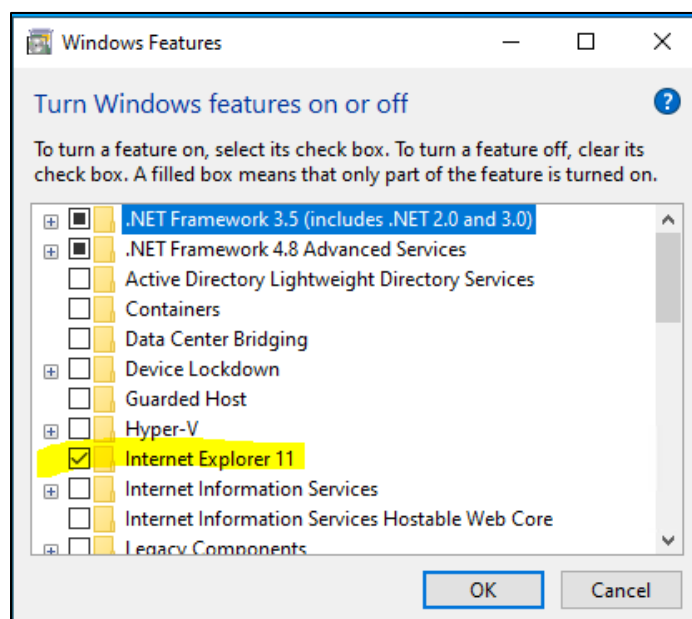 Windows Features
Turn Windows features on or off
?
To turn a feature on, select its check box. To turn a feature off, clear its
check box. A filled box means that only part of the feature is turned on.
.NET Framework 3.5 (includes .NET 2.0 and 3.0)
.NET Framework 4.8 Advanced Services
Active Directory Lightweight Directory Services
Containers
Data Center Bridging
Device Lockdown
Guarded Host
Hyper-V
Internet Explorer 11
Internet Information Services
Internet Information Services Hostable Web Core
Legacy Components
OK Cancel